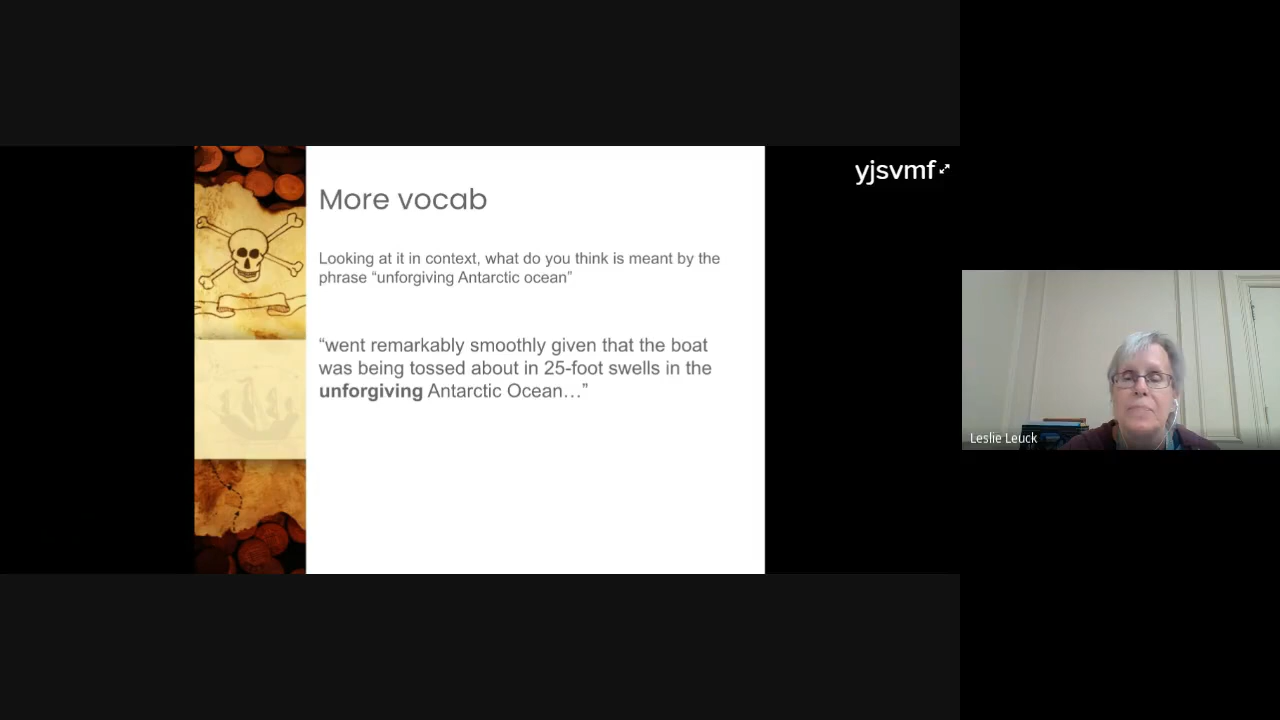 yjsvmf
More vocab
Looking at it in context, what do you think is meant by the
phrase “unforgiving Antarctic ocean”
“went remarkably smoothly given that the boat
was being tossed about in 25-foot swells in the
unforgiving Antarctic Ocean…”
Leslie Leuck